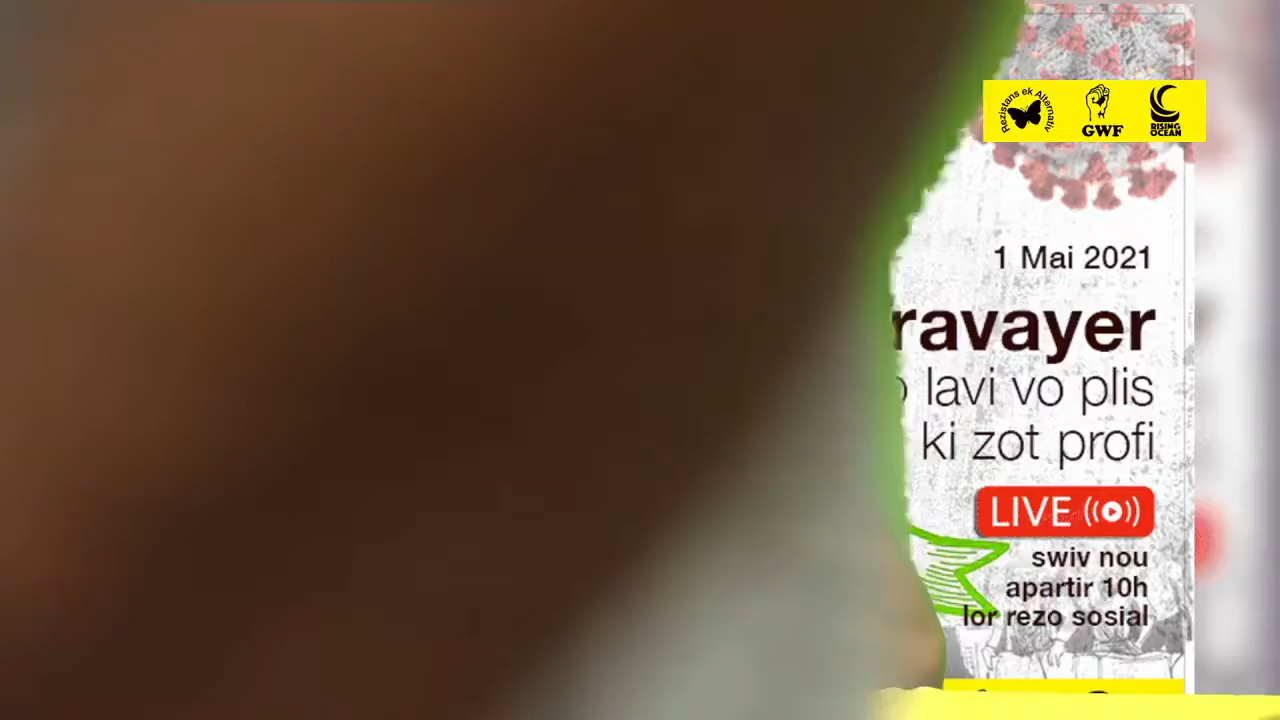 Rezistans ek Alternativ
GWF
RISING
OCEAN
1 Mai 2021
ravayer
lavi vo plis
ki zot profi
LIVE
swiv nou
apartir 10h
lor rezo sosial